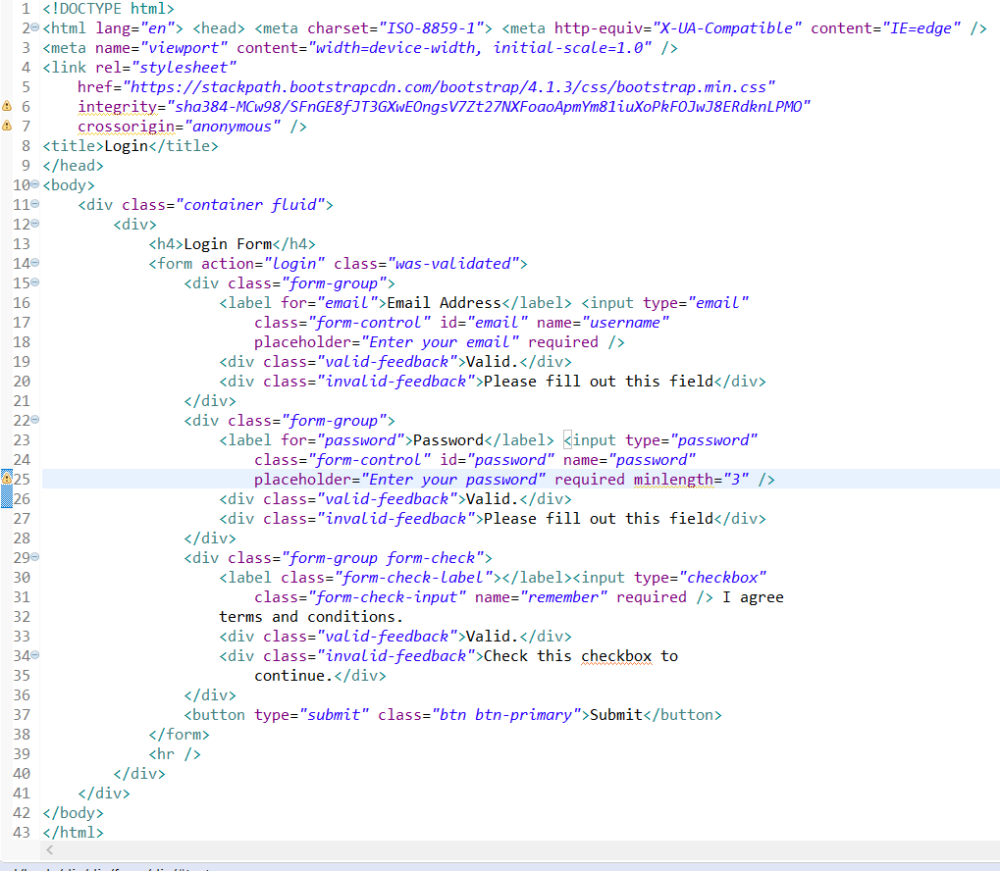 1 <!DOCTYPE html>
2 <html lang="en"> <head> <meta charset="ISO-8859-1"> <meta http-equiv="X-UA-Compatible" content="IE=edge" />
3 <meta name="viewport" content="width=device-width, initial-scale=1.0" />
4 <link rel="stylesheet"
5     href="https://stackpath.bootstrapcdn.com/bootstrap/4.1.3/css/bootstrap.min.css"
6     integrity="sha384-MCw98/SFnGE8fJT3GXwEOngsV7Zt27NXFoaoApmYm81iuXoPkFOJwJ8ERdknLPMO"
7     crossorigin="anonymous" />
8 <title>Login</title>
9 </head>
10 <body>
11     <div class="container fluid">
12         <div>
13             <h4>Login Form</h4>
14             <form action="login" class="was-validated">
15                 <div class="form-group">
16                     <label for="email">Email Address</label> <input type="email"
17                         class="form-control" id="email" name="username"
18                         placeholder="Enter your email" required />
19                     <div class="valid-feedback">Valid.</div>
20                     <div class="invalid-feedback">Please fill out this field</div>
21                 </div>
22                 <div class="form-group">
23                     <label for="password">Password</label> <input type="password"
24                         class="form-control" id="password" name="password"
25                         placeholder="Enter your password" required minlength="3" />
26                     <div class="valid-feedback">Valid.</div>
27                     <div class="invalid-feedback">Please fill out this field</div>
28                 </div>
29                 <div class="form-group form-check">
30                     <label class="form-check-label"></label><input type="checkbox"
31                         class="form-check-input" name="remember" required /> I agree
32                     terms and conditions.
33                     <div class="valid-feedback">Valid.</div>
34                     <div class="invalid-feedback">Check this checkbox to
35                         continue.</div>
36                 </div>
37                 <button type="submit" class="btn btn-primary">Submit</button>
38             </form>
39             <hr />
40         </div>
41     </div>
42 </body>
43 </html>